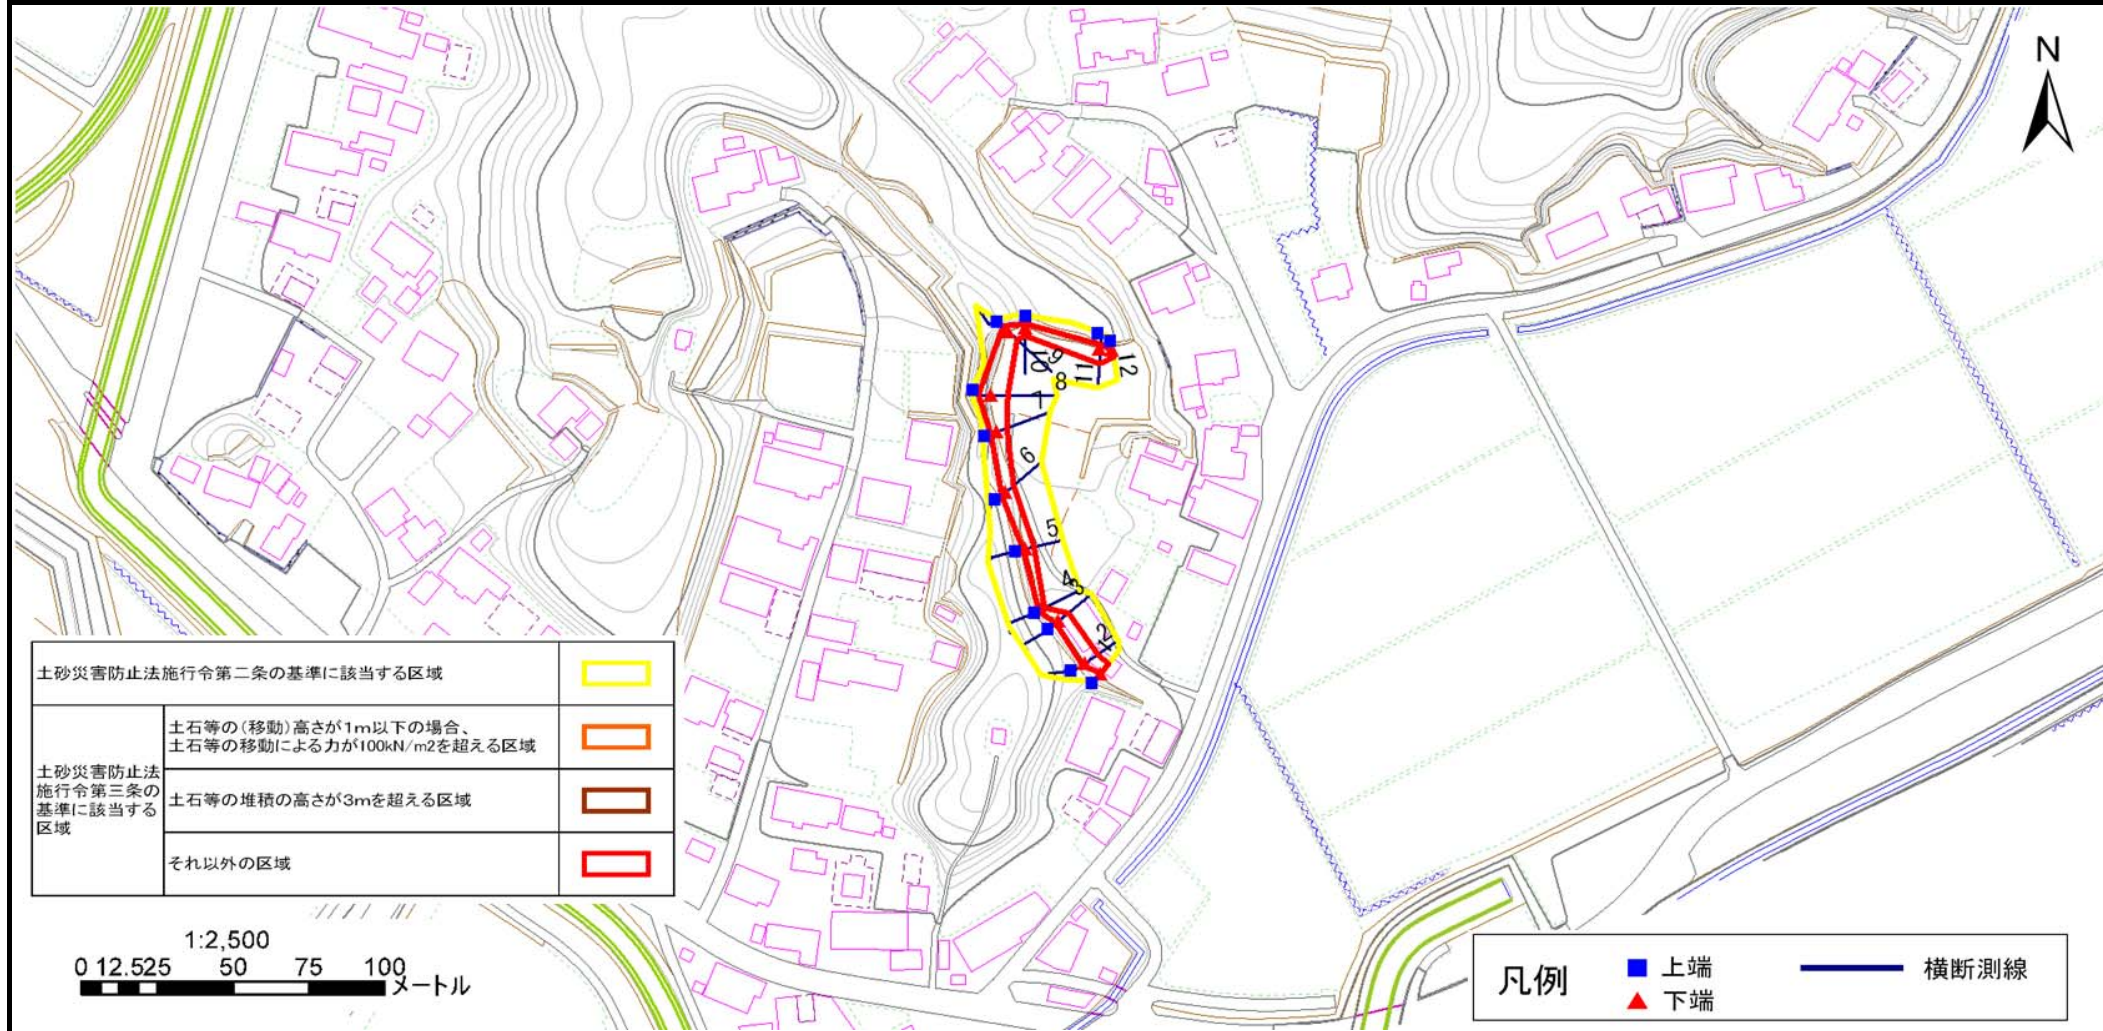 N
12
9
10
11
8
7
6
5
4
3
2
1
土砂災害防止法施行令第二条の基準に該当する区域
土砂災害防止法
施行令第三条の
基準に該当する
区域
土石等の(移動)高さが1m以下の場合、
土石等の移動による力が100kN/m2を超える区域
土石等の堆積の高さが3mを超える区域
それ以外の区域
1:2,500
0 12.525 50 75 100
メートル
凡例
上端
下端
横断測線